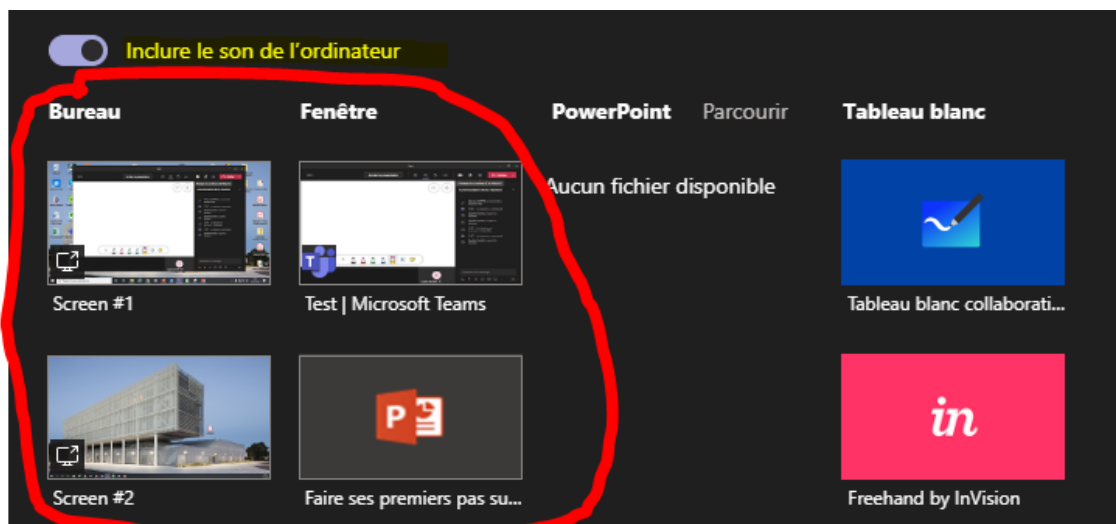 Inclure le son de l'ordinateur
Bureau
Fenêtre
PowerPoint
Parcourir
Tableau blanc
Aucun fichier disponible
Screen #1
Test | Microsoft Teams
Tableau blanc collaborati...
P
in
Screen #2
Faire ses premiers pas su...
Freehand by InVision